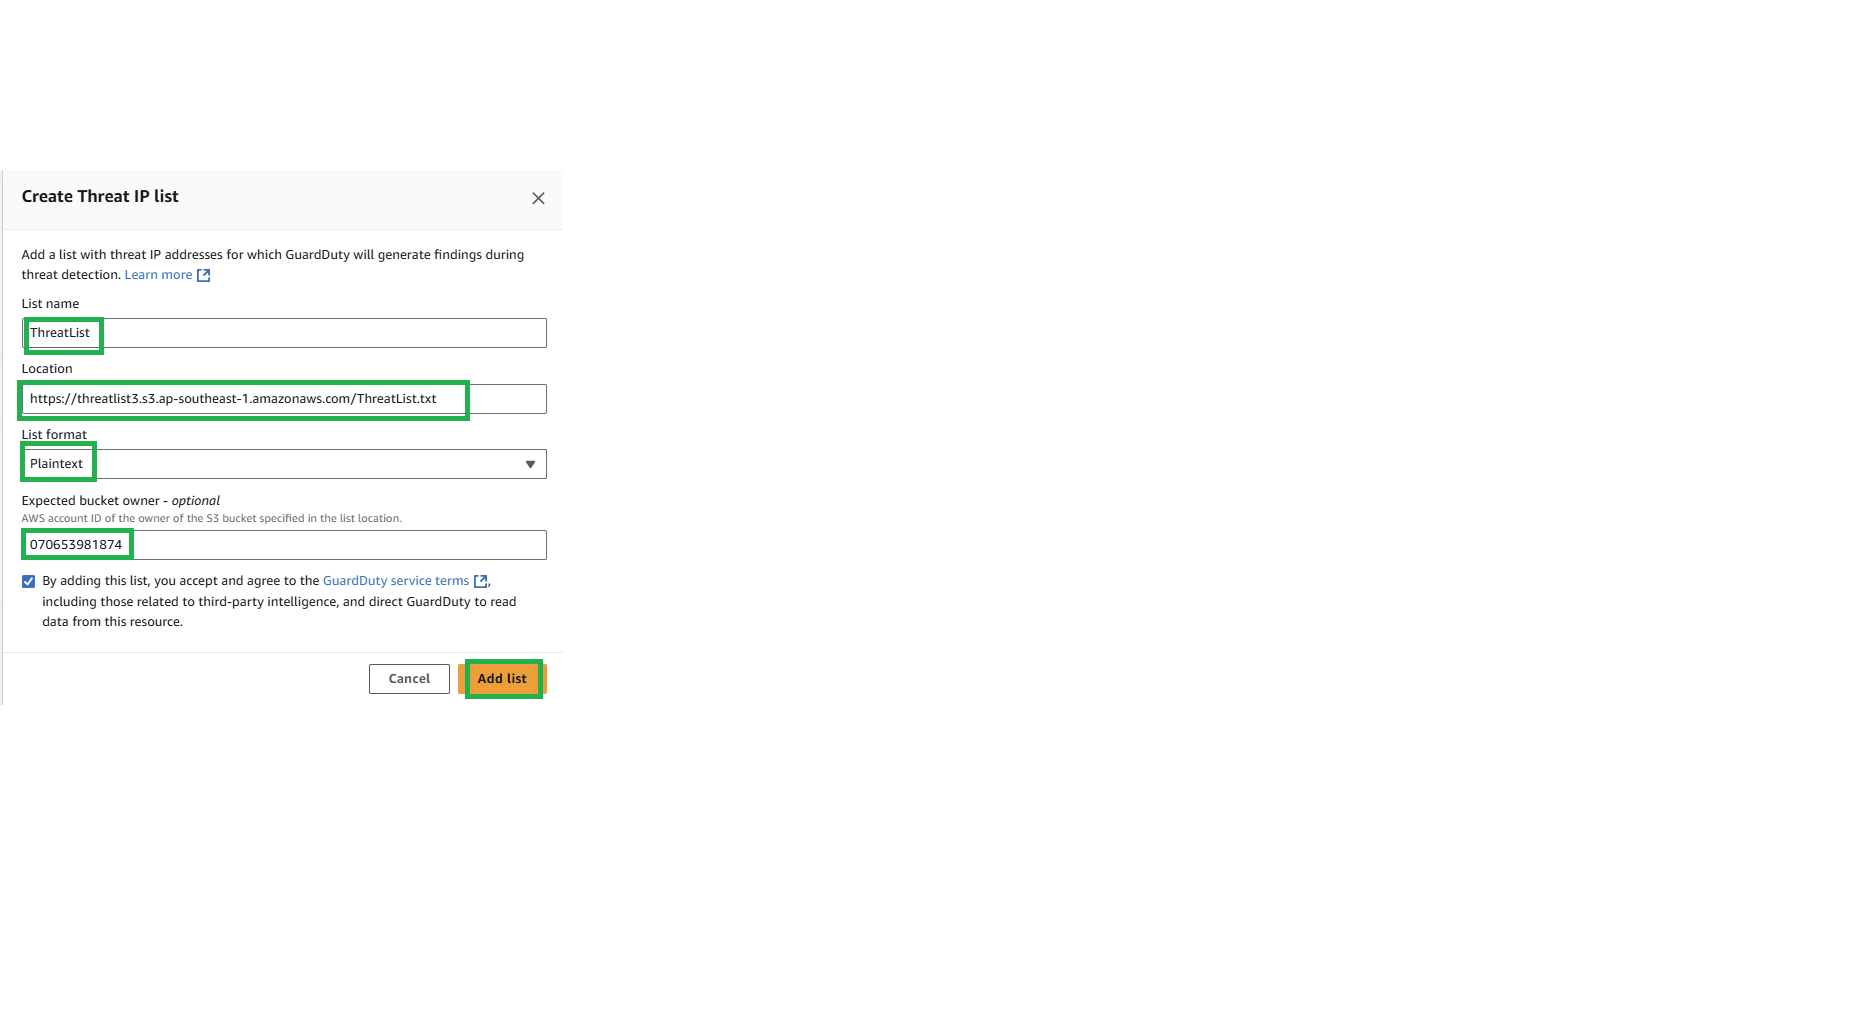 Create Threat IP list
Add a list with threat IP addresses for which GuardDuty will generate findings during
threat detection. Learn more
List name
ThreatList
Location
https://threatlist3.s3.ap-southeast-1.amazonaws.com/ThreatList.txt
List format
Plaintext
Expected bucket owner - optional
AWS account ID of the owner of the S3 bucket specified in the list location.
070653981874
By adding this list, you accept and agree to the GuardDuty service terms,
including those related to third-party intelligence, and direct GuardDuty to read
data from this resource.
Cancel Add list